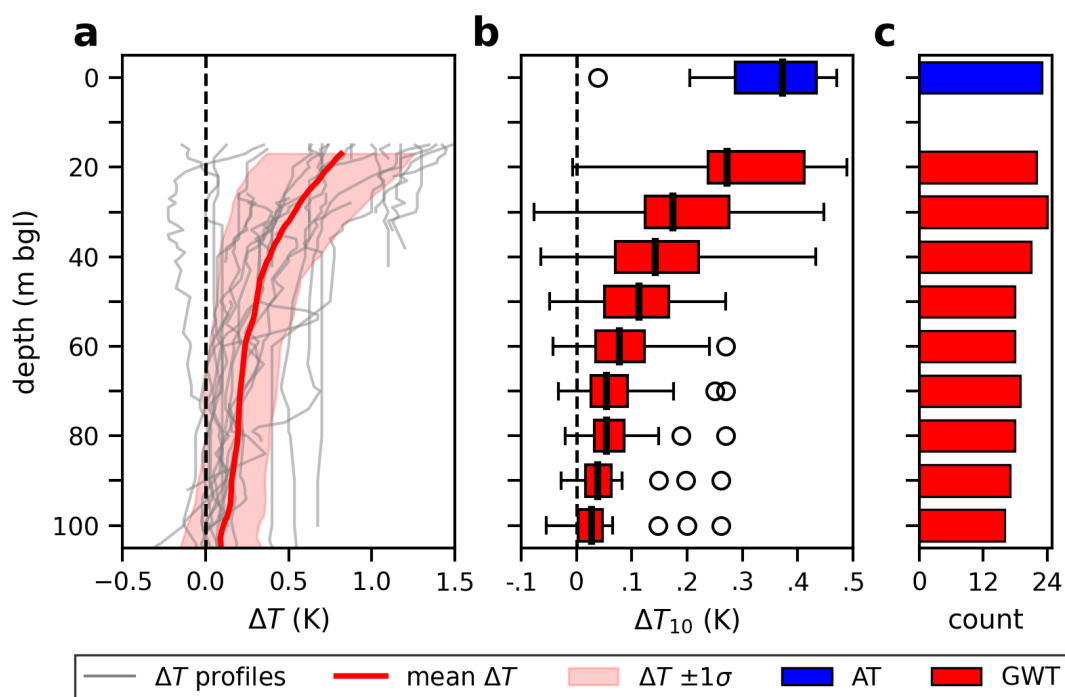 a b c
0
20
40
60
80
100
depth (m bgl)
−0.5 0.0 0.5 1.0 1.5
ΔT (K)
-.1 0 .1 .2 .3 .4 .5
ΔT₁₀ (K)
0 12 24
count
ΔT profiles mean ΔT ΔT ±1σ AT GWT